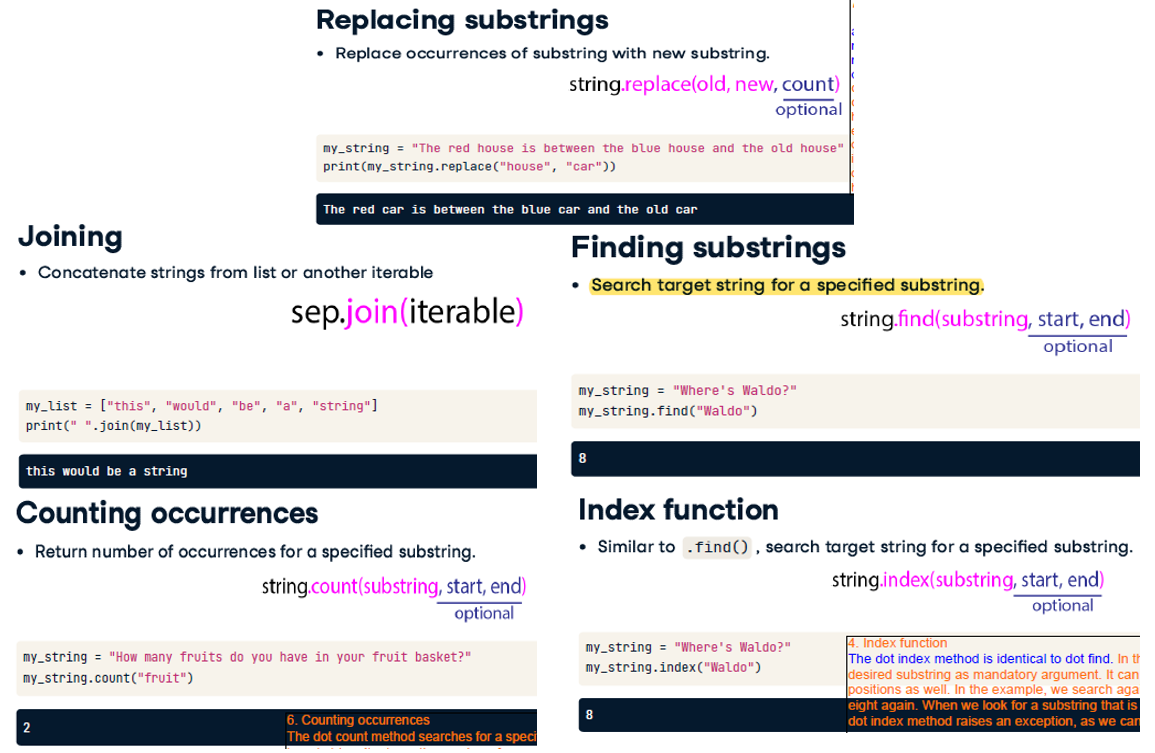 Replacing substrings
• Replace occurrences of substring with new substring.
string.replace(old, new, count)
optional
my_string = "The red house is between the blue house and the old house"
print(my_string.replace("house", "car"))
The red car is between the blue car and the old car
Joining
• Concatenate strings from list or another iterable
sep.join(iterable)
my_list = ["this", "would", "be", "a", "string"]
print(" ".join(my_list))
this would be a string
Finding substrings
• Search target string for a specified substring.
string.find(substring, start, end)
optional
my_string = "Where's Waldo?"
my_string.find("Waldo")
8
Counting occurrences
• Return number of occurrences for a specified substring.
string.count(substring, start, end)
optional
my_string = "How many fruits do you have in your fruit basket?"
my_string.count("fruit")
2
6. Counting occurrences
The dot count method searches for a speci
Index function
• Similar to .find() , search target string for a specified substring.
string.index(substring, start, end)
optional
my_string = "Where's Waldo?"
my_string.index("Waldo")
8
4. Index function
The dot index method is identical to dot find. In th
desired substring as mandatory argument. It can
positions as well. In the example, we search aga
eight again. When we look for a substring that is
dot index method raises an exception, as we can